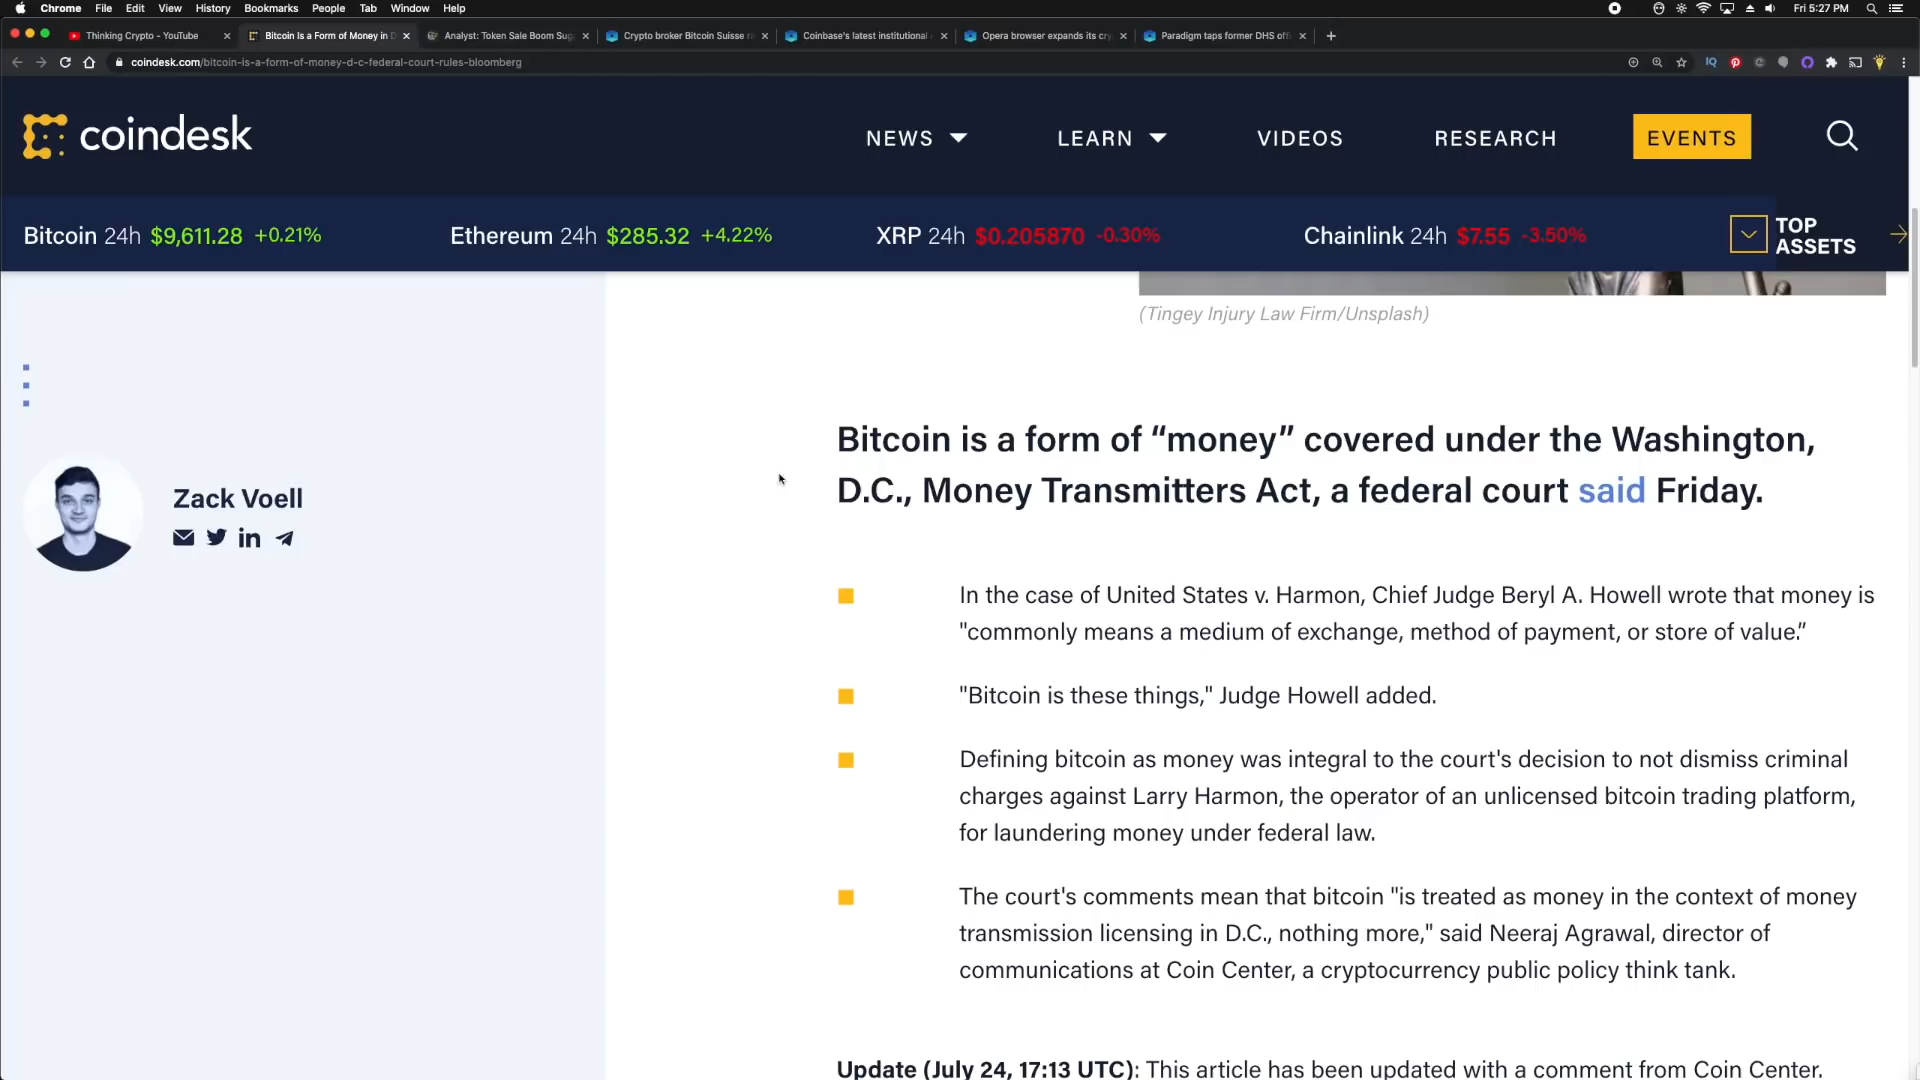 Chrome File Edit View History Bookmarks People Tab Window Help Fri 5:27 PM
Thinking Crypto - YouTube Bitcoin Is a Form of Money in D Analyst: Token Sale Boom Sug Crypto broker Bitcoin Suisse Coinbase's latest institutional Opera browser expands its cry Paradigm taps former DHS off
coindesk.com/bitcoin-is-a-form-of-money-d-c-federal-court-rules-bloomberg
IQ
coindesk NEWS LEARN VIDEOS RESEARCH EVENTS
Bitcoin 24h $9,611.28 +0.21% Ethereum 24h $285.32 +4.22% XRP 24h $0.205870 -0.30% Chainlink 24h $7.55 -3.50% TOP
ASSETS
(Tingey Injury Law Firm/Unsplash)
Zack Voell
Bitcoin is a form of “money” covered under the Washington,
D.C., Money Transmitters Act, a federal court said Friday.
In the case of United States v. Harmon, Chief Judge Beryl A. Howell wrote that money is
"commonly means a medium of exchange, method of payment, or store of value.”
"Bitcoin is these things," Judge Howell added.
Defining bitcoin as money was integral to the court's decision to not dismiss criminal
charges against Larry Harmon, the operator of an unlicensed bitcoin trading platform,
for laundering money under federal law.
The court's comments mean that bitcoin "is treated as money in the context of money
transmission licensing in D.C., nothing more," said Neeraj Agrawal, director of
communications at Coin Center, a cryptocurrency public policy think tank.
Update (July 24, 17:13 UTC): This article has been updated with a comment from Coin Center.